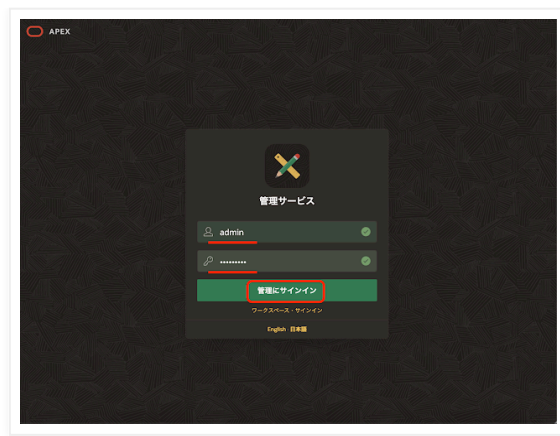 APEX
管理サービス
admin
•••••••••
管理にサインイン
ワークスペース・サインイン
English 日本語